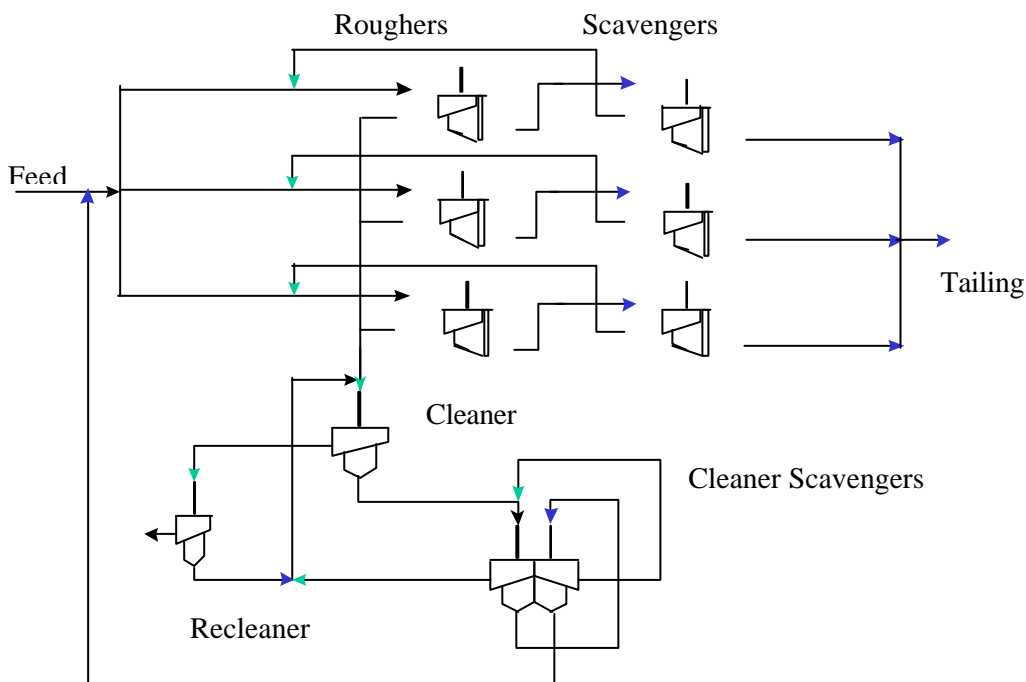 Roughers
Scavengers
Feed
Tailing
Cleaner
Cleaner Scavengers
Recleaner